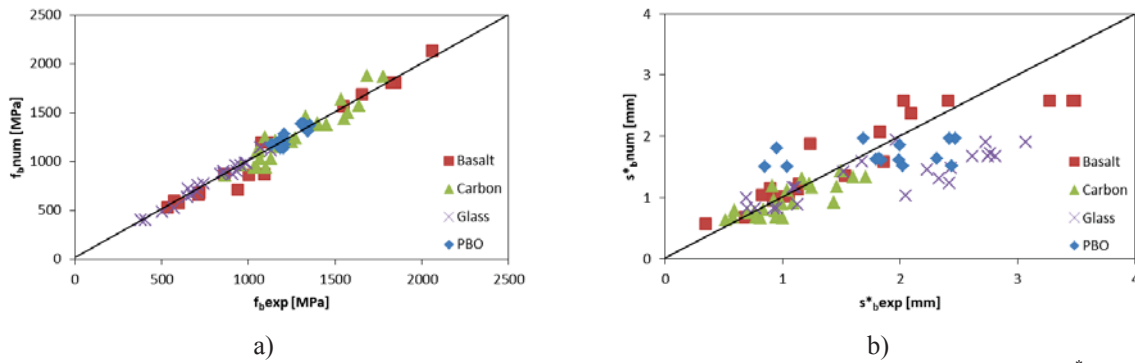 2500
2000
1500
1000
500
0
f_b num [MPa]
0 500 1000 1500 2000 2500
f_b exp [MPa]
Basalt
Carbon
Glass
PBO
a)
4
3
2
1
0
s*_b num [mm]
0 1 2 3 4
s*_b exp [mm]
Basalt
Carbon
Glass
PBO
b)
*